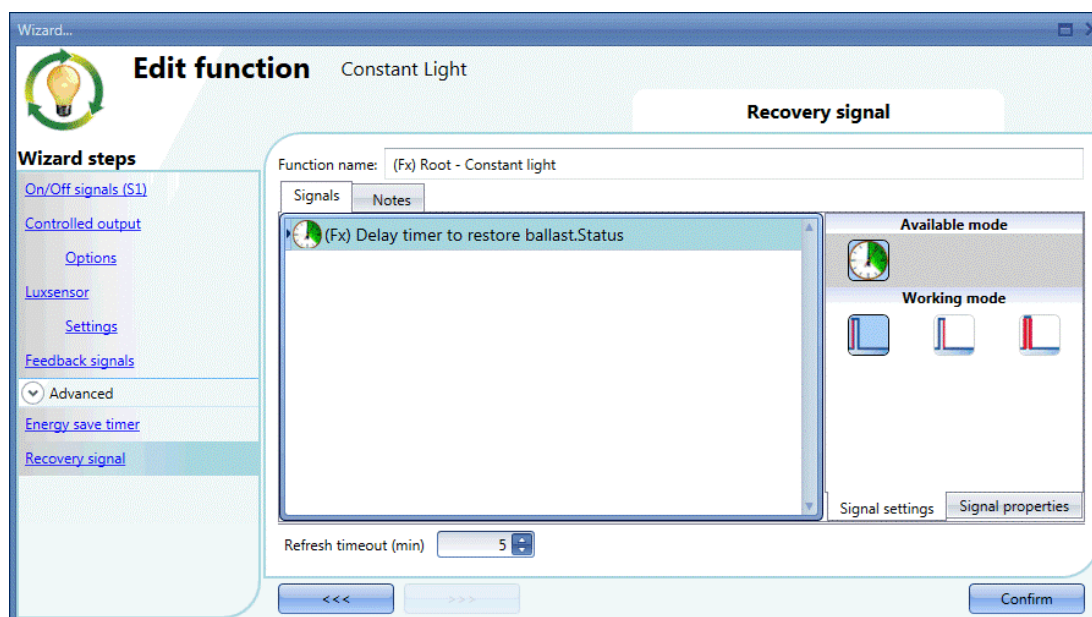 Wizard...
Edit function Constant Light
Recovery signal
Wizard steps
On/Off signals (S1)
Controlled output
Options
Luxsensor
Settings
Feedback signals
Advanced
Energy save timer
Recovery signal
Function name: (Fx) Root - Constant light
Signals Notes
(Fx) Delay timer to restore ballast.Status
Available mode
Working mode
Signal settings Signal properties
Refresh timeout (min) 5
<<< >>> Confirm